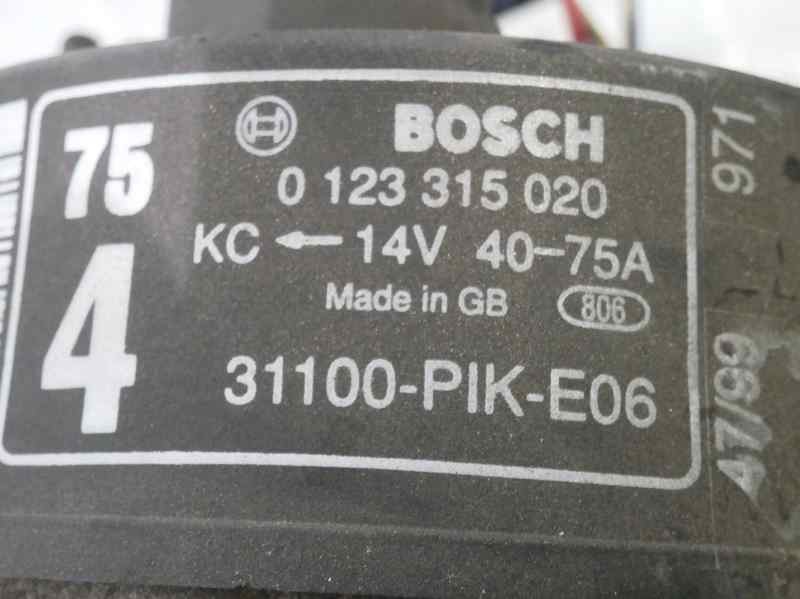 75
4
BOSCH
0 123 315 020
KC ← 14V 40-75A
Made in GB 806
31100-PIK-E06
971
47/99